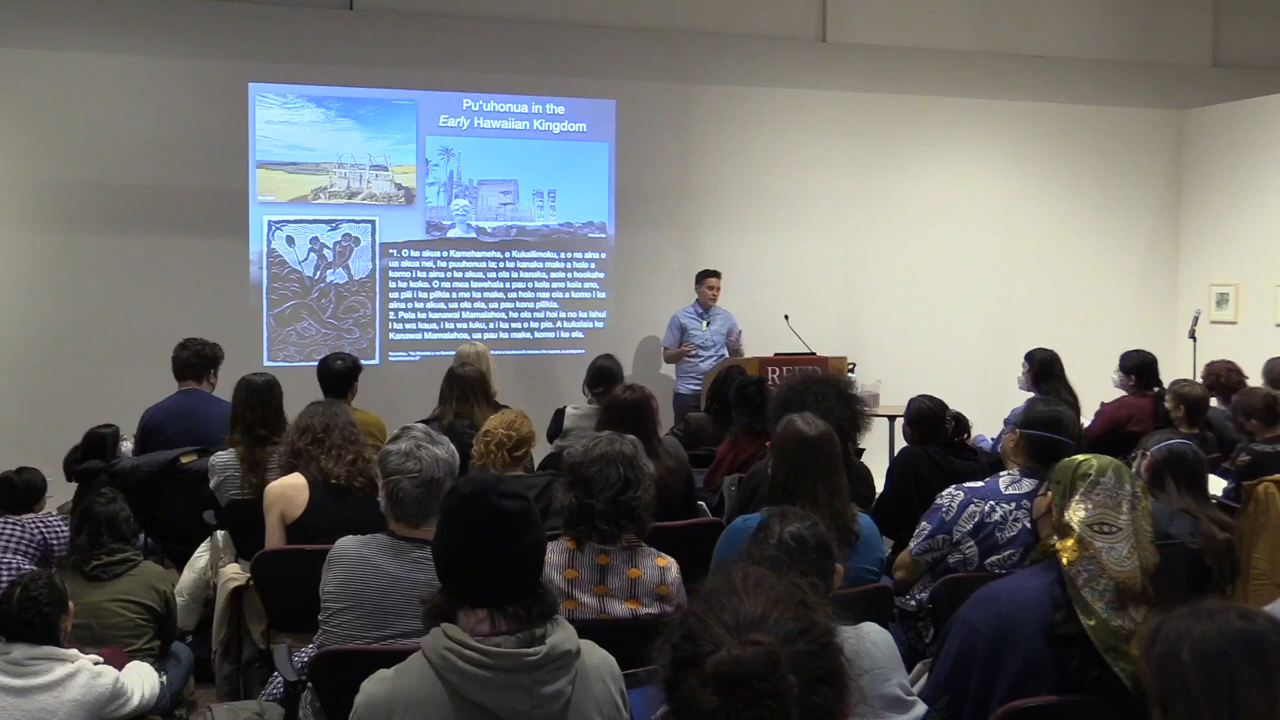 Pu‘uhonua in the
Early Hawaiian Kingdom
"1. O ke akua o Kamehameha, o Kukailimoku, a o na aina o
ua akua nei, he puuhonua ia; o ke kanaka make a holo a
komo i ka aina o ke akua, ua ola ia kanaka, aole e hookahe
ia ke koko. O na mea lawehala a pau o kela ano keia ano,
ua pili i ka pilikia a me ka make, ua holo nae ola a komo i ka
aina o ke akua, ua ola ola, ua pau kona pilikia.
2. Pela ke kanawai Mamalahoa, he ola nui hoi ia no ka lahui
i ka wa kaua, i ka wa luku, a i ka wa o ke pio. A kukalaia ke
Kanawai Mamalahoa, ua pau ka make, komo i ke ola.
REED